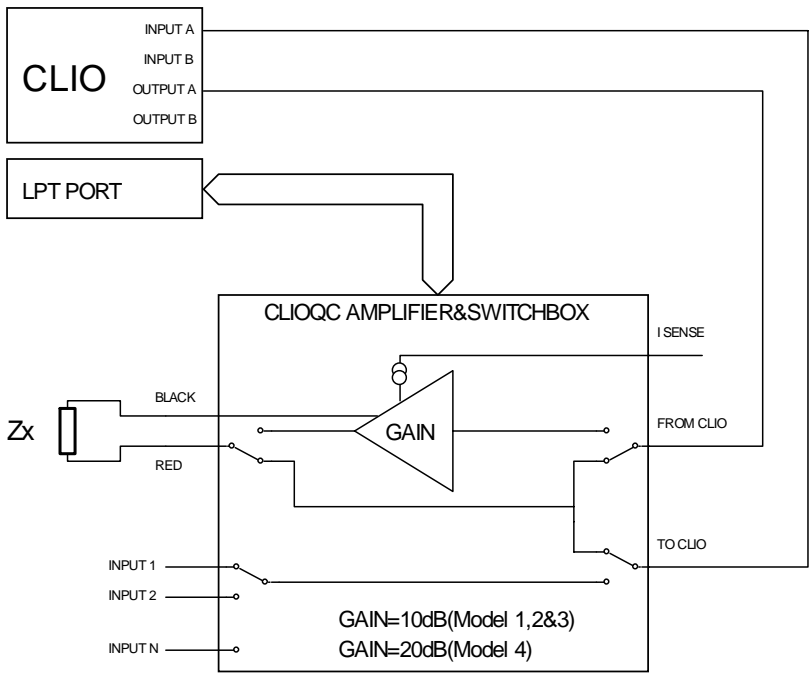 INPUT A
INPUT B
CLIO
OUTPUT A
OUTPUT B
LPT PORT
CLIOQC AMPLIFIER&SWITCHBOX
I SENSE
BLACK
Zx
GAIN
FROM CLIO
RED
TO CLIO
INPUT 1
INPUT 2
GAIN=10dB(Model 1,2&3)
INPUT N
GAIN=20dB(Model 4)